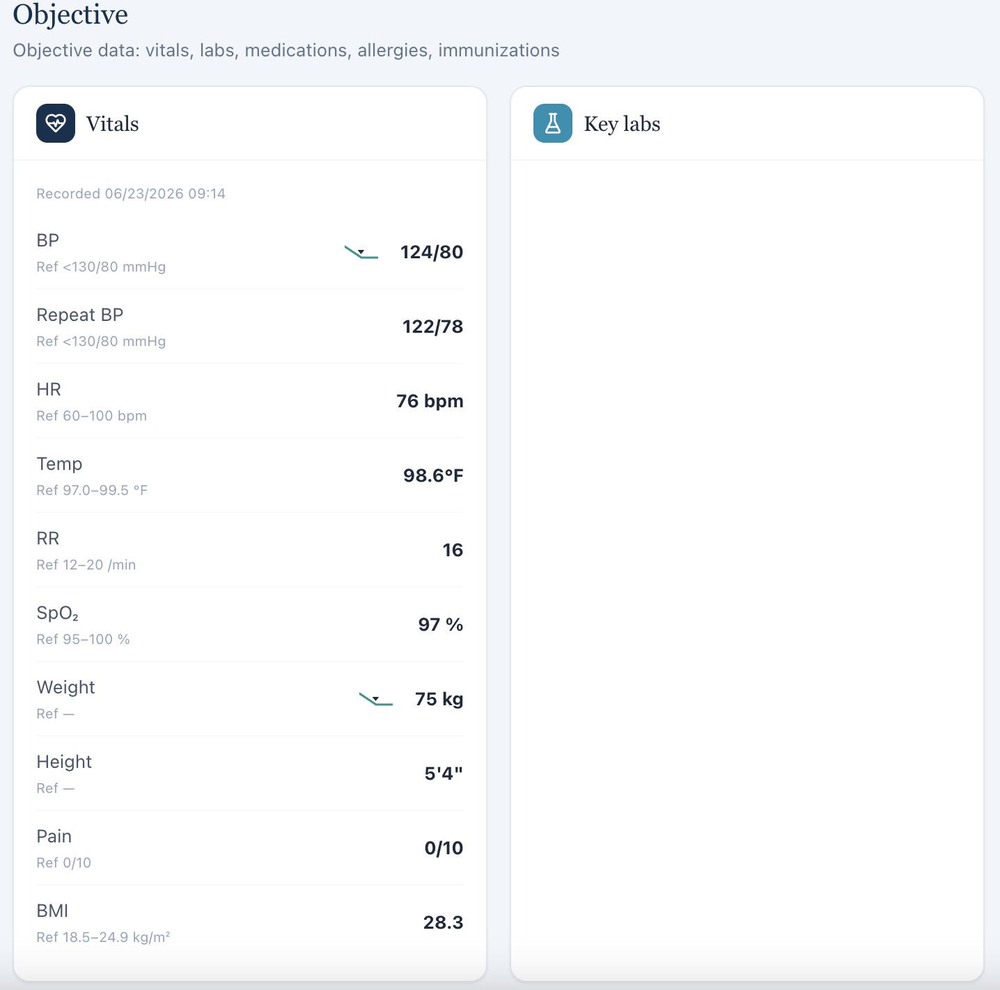 Objective
Objective data: vitals, labs, medications, allergies, immunizations
Vitals
Recorded 06/23/2026 09:14
BP
Ref <130/80 mmHg
124/80
Repeat BP
Ref <130/80 mmHg
122/78
HR
Ref 60–100 bpm
76 bpm
Temp
Ref 97.0–99.5 °F
98.6°F
RR
Ref 12–20 /min
16
SpO₂
Ref 95–100 %
97 %
Weight
Ref —
75 kg
Height
Ref —
5'4"
Pain
Ref 0/10
0/10
BMI
Ref 18.5–24.9 kg/m²
28.3
Key labs